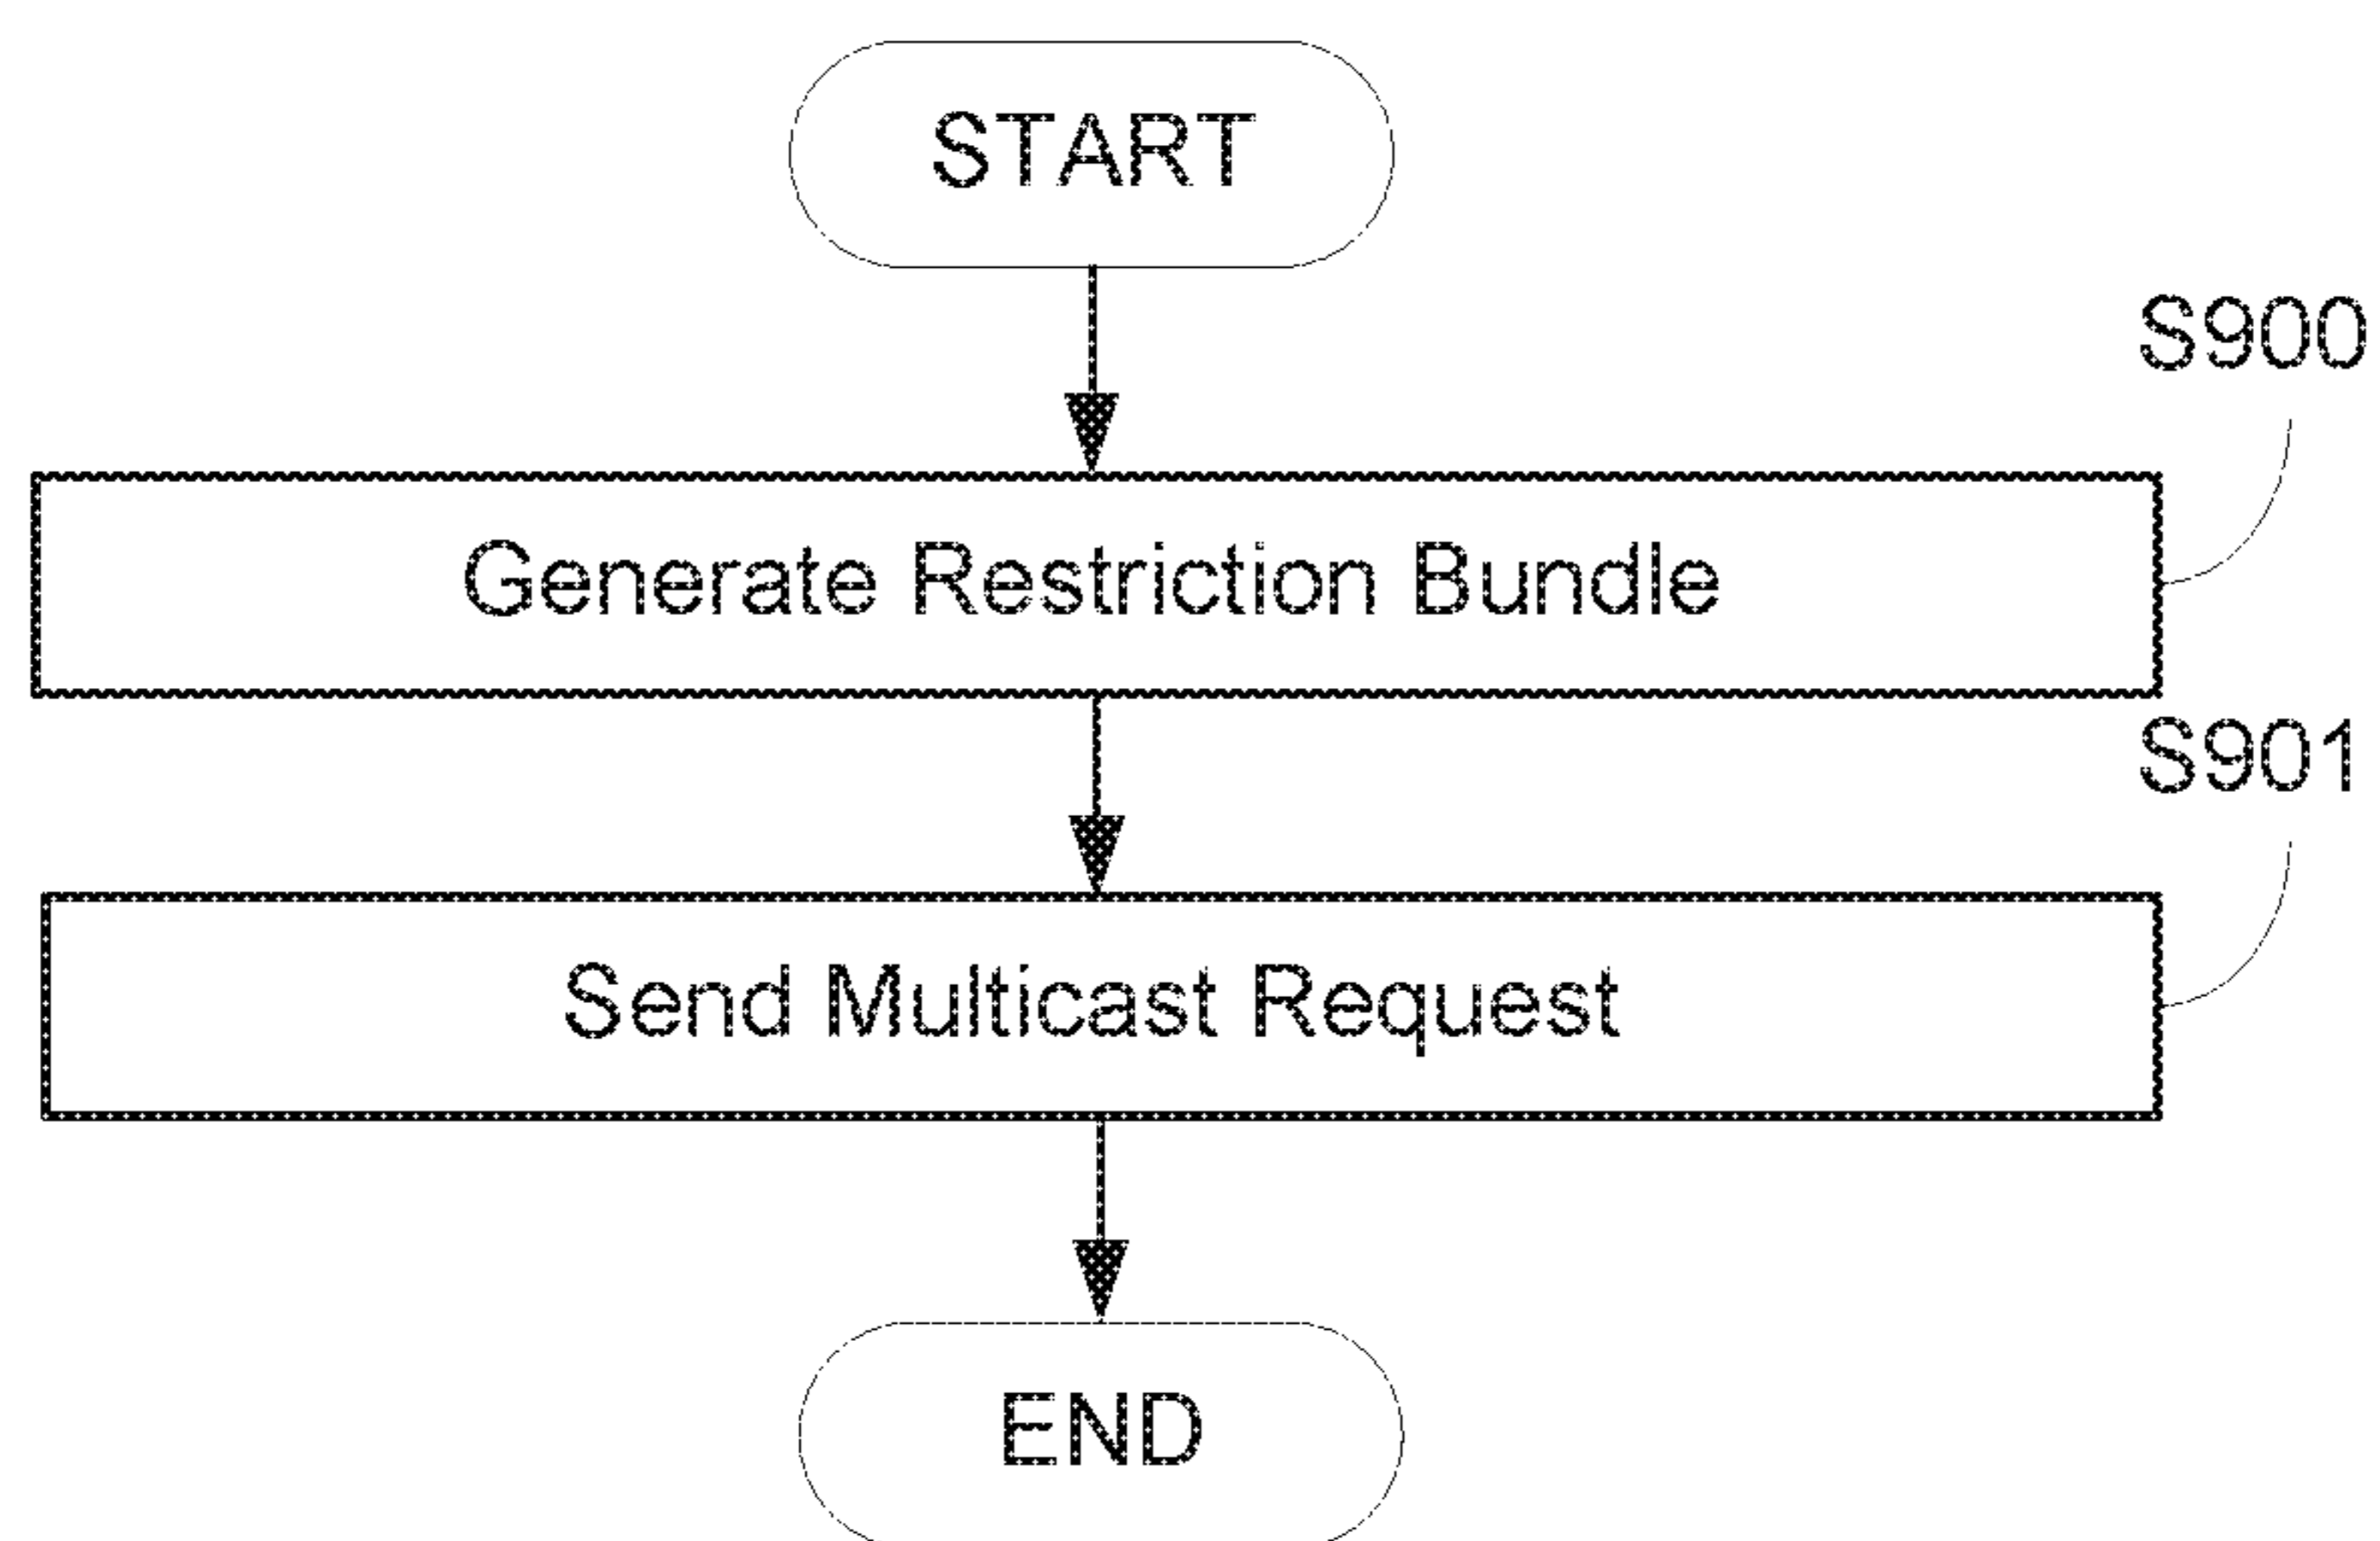 START
S900
Generate Restriction Bundle
S901
Send Multicast Request
END